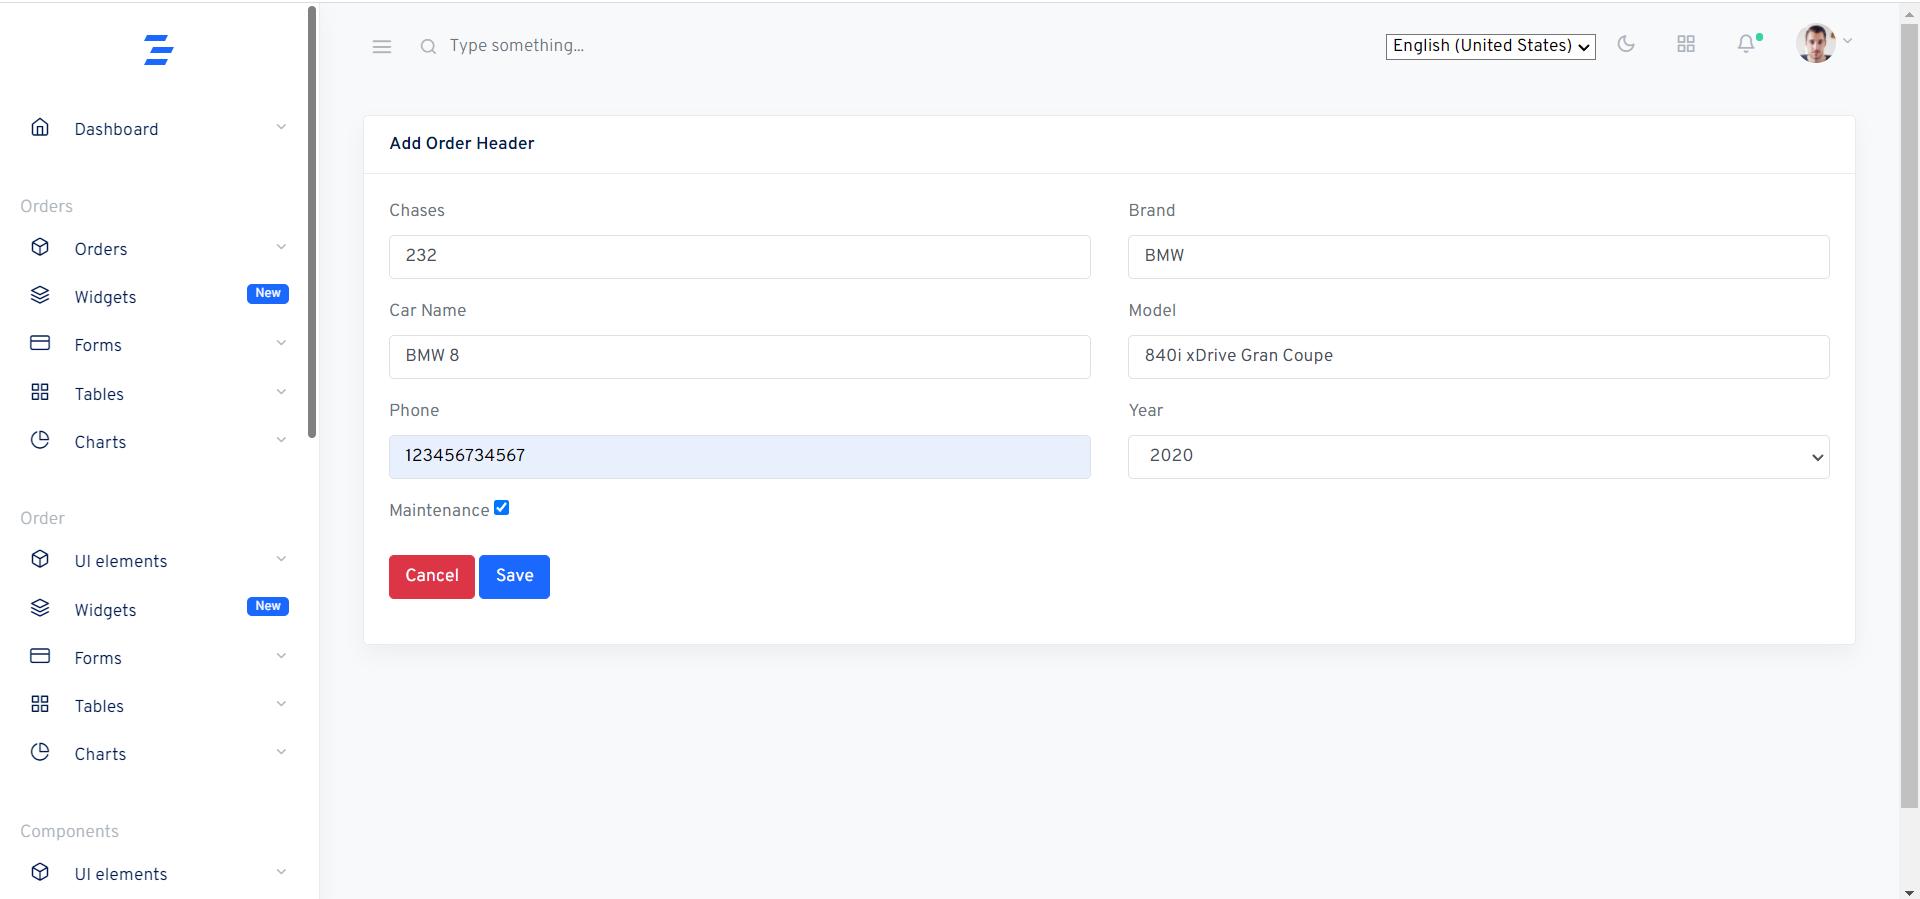 Type something...
English (United States)
Dashboard
Orders
Orders
Widgets New
Forms
Tables
Charts
Order
UI elements
Widgets New
Forms
Tables
Charts
Components
UI elements
Add Order Header
Chases
232
Brand
BMW
Car Name
BMW 8
Model
840i xDrive Gran Coupe
Phone
123456734567
Year
2020
Maintenance
Cancel Save